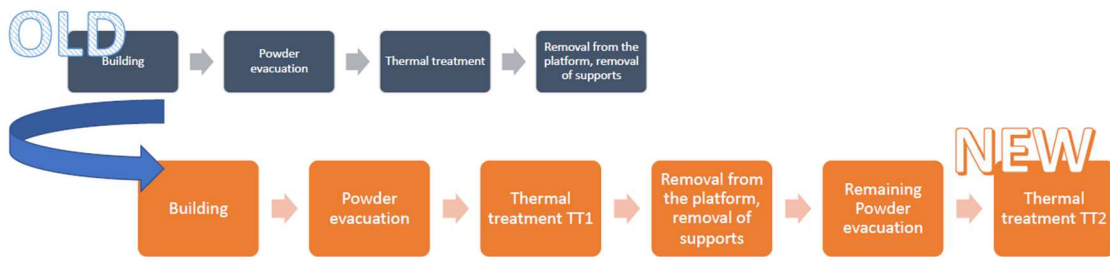 OLD
Building
Powder
evacuation
Thermal treatment
Removal from the
platform, removal
of supports
NEW
Building
Powder
evacuation
Thermal
treatment TT1
Removal from
the platform,
removal of
supports
Remaining
Powder
evacuation
Thermal
treatment TT2